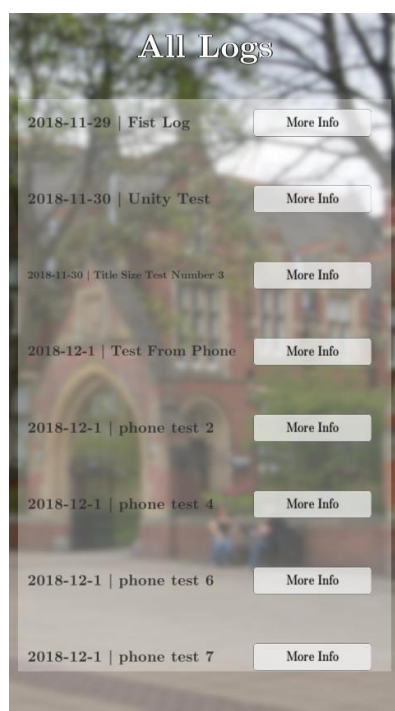 All Logs
2018-11-29 | Fist Log More Info
2018-11-30 | Unity Test More Info
2018-11-30 | Title Size Test Number 3 More Info
2018-12-1 | Test From Phone More Info
2018-12-1 | phone test 2 More Info
2018-12-1 | phone test 4 More Info
2018-12-1 | phone test 6 More Info
2018-12-1 | phone test 7 More Info